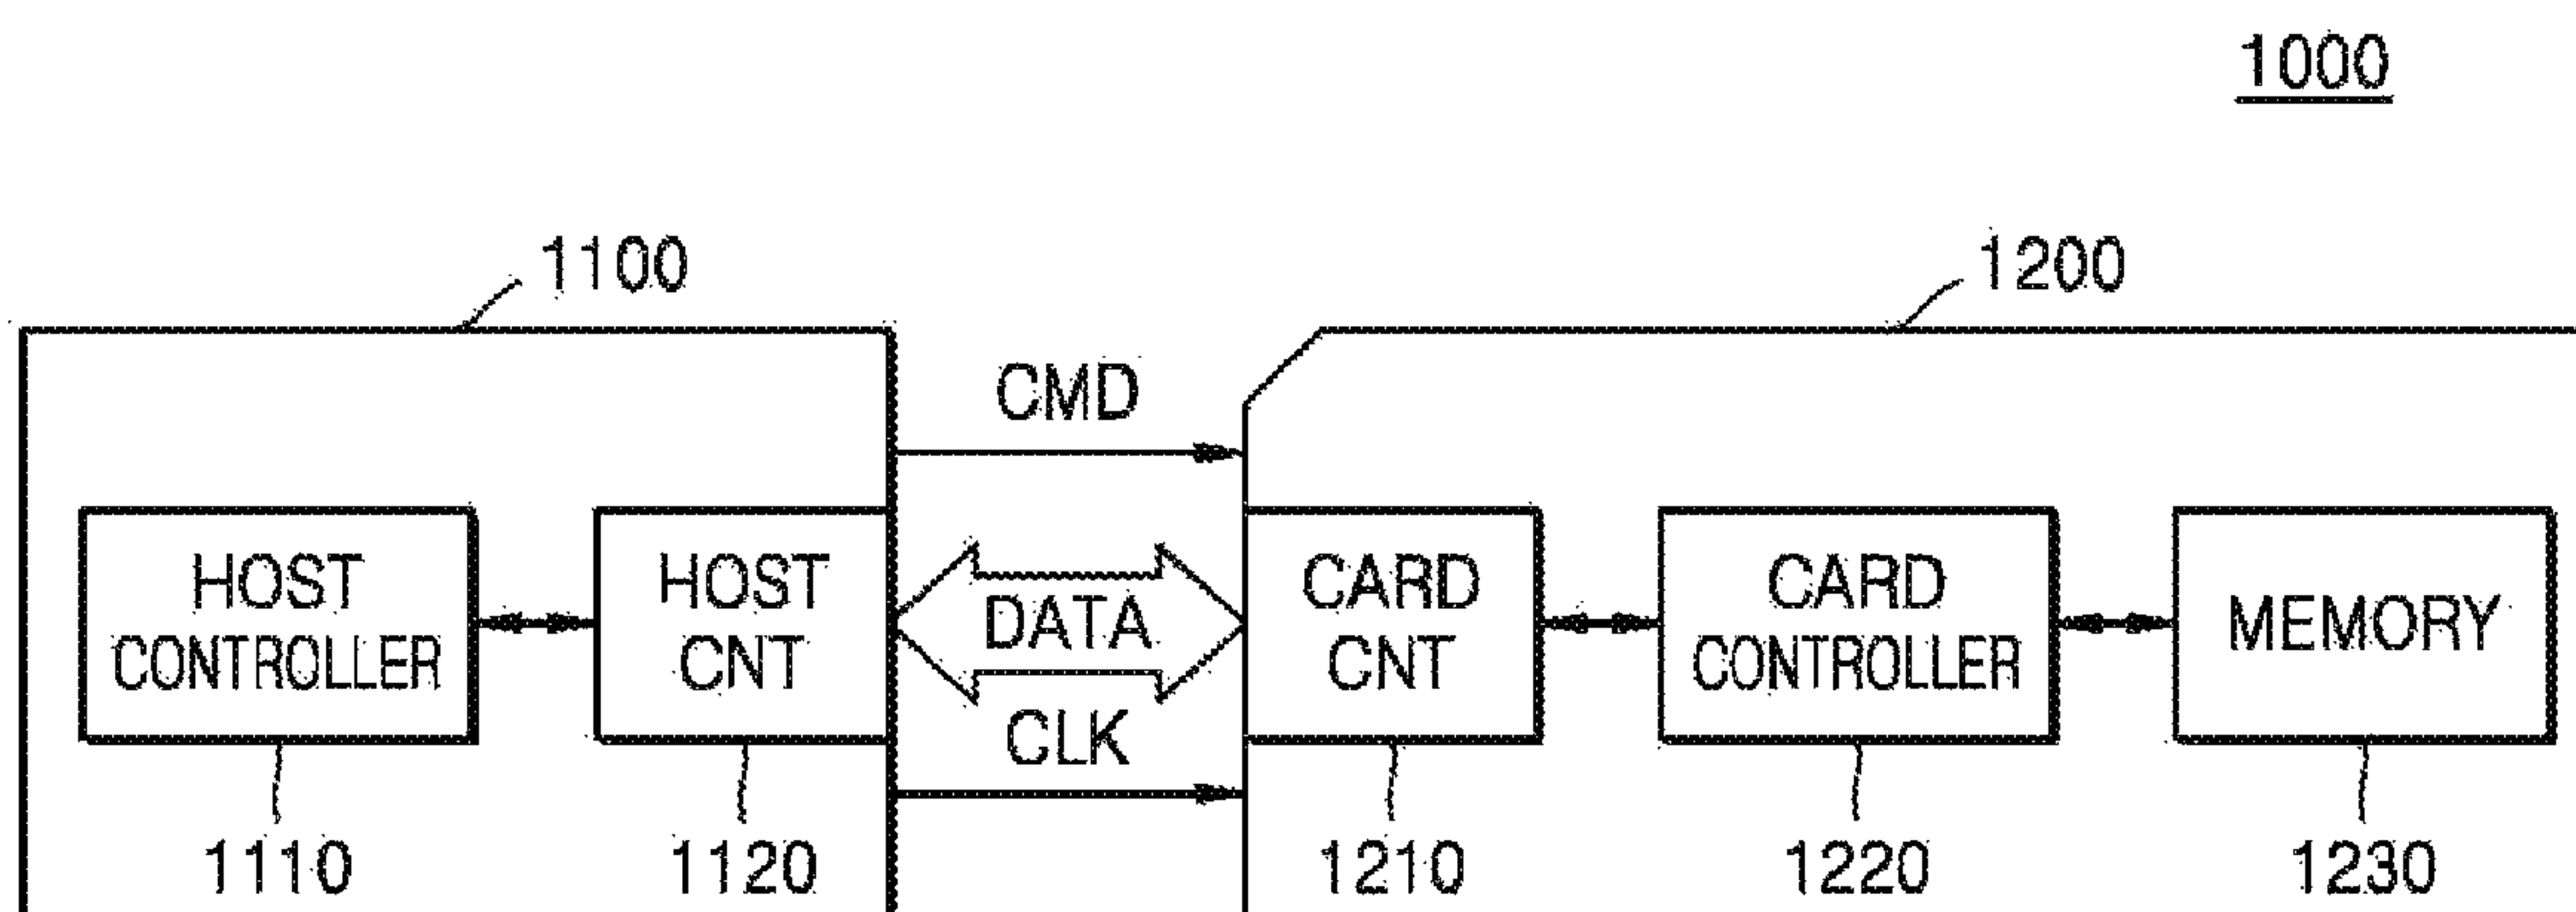 1000
1100
1200
CMD
HOST
CONTROLLER
HOST
CNT
DATA
CARD
CNT
CARD
CONTROLLER
MEMORY
CLK
1110
1120
1210
1220
1230